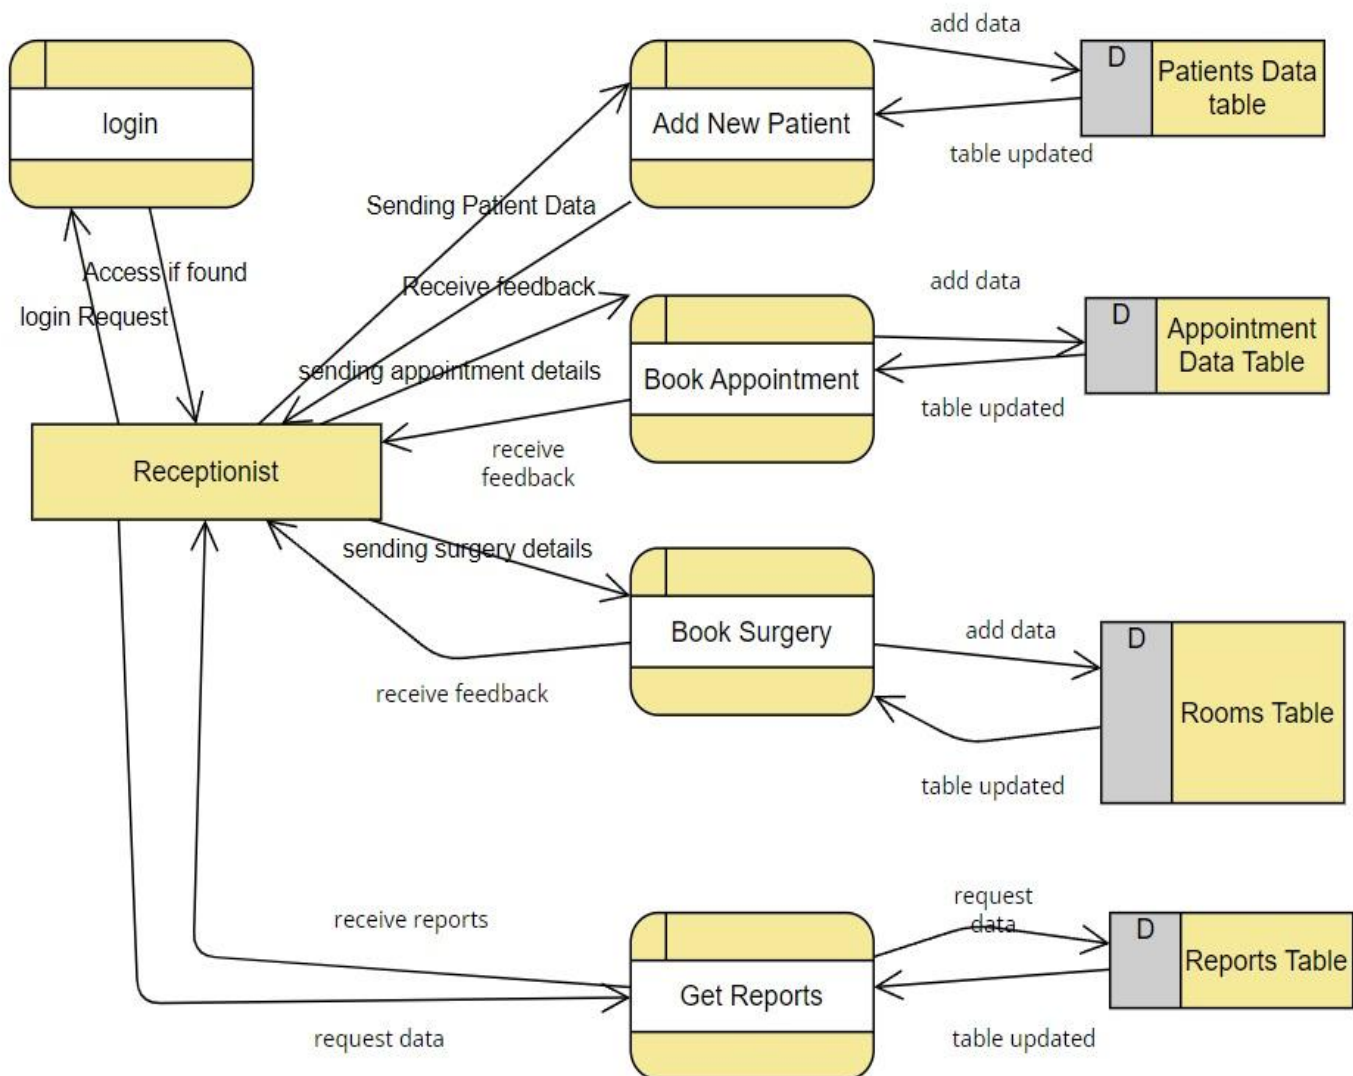 add data
D
Patients Data
table
login
Add New Patient
table updated
Sending Patient Data
Access if found
login Request
Receive feedback
add data
D
Appointment
Data Table
sending appointment details
Book Appointment
table updated
receive
feedback
Receptionist
sending surgery details
Book Surgery
add data
D
Rooms Table
receive feedback
table updated
receive reports
request
data
D
Reports Table
Get Reports
request data
table updated